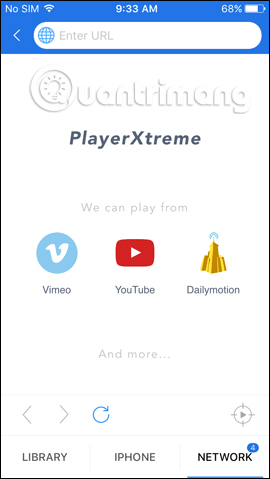 No SIM 9:33 AM 68%
Enter URL
Quantrimang
PlayerXtreme
We can play from
Vimeo YouTube Dailymotion
And more...
4
LIBRARY IPHONE NETWORK